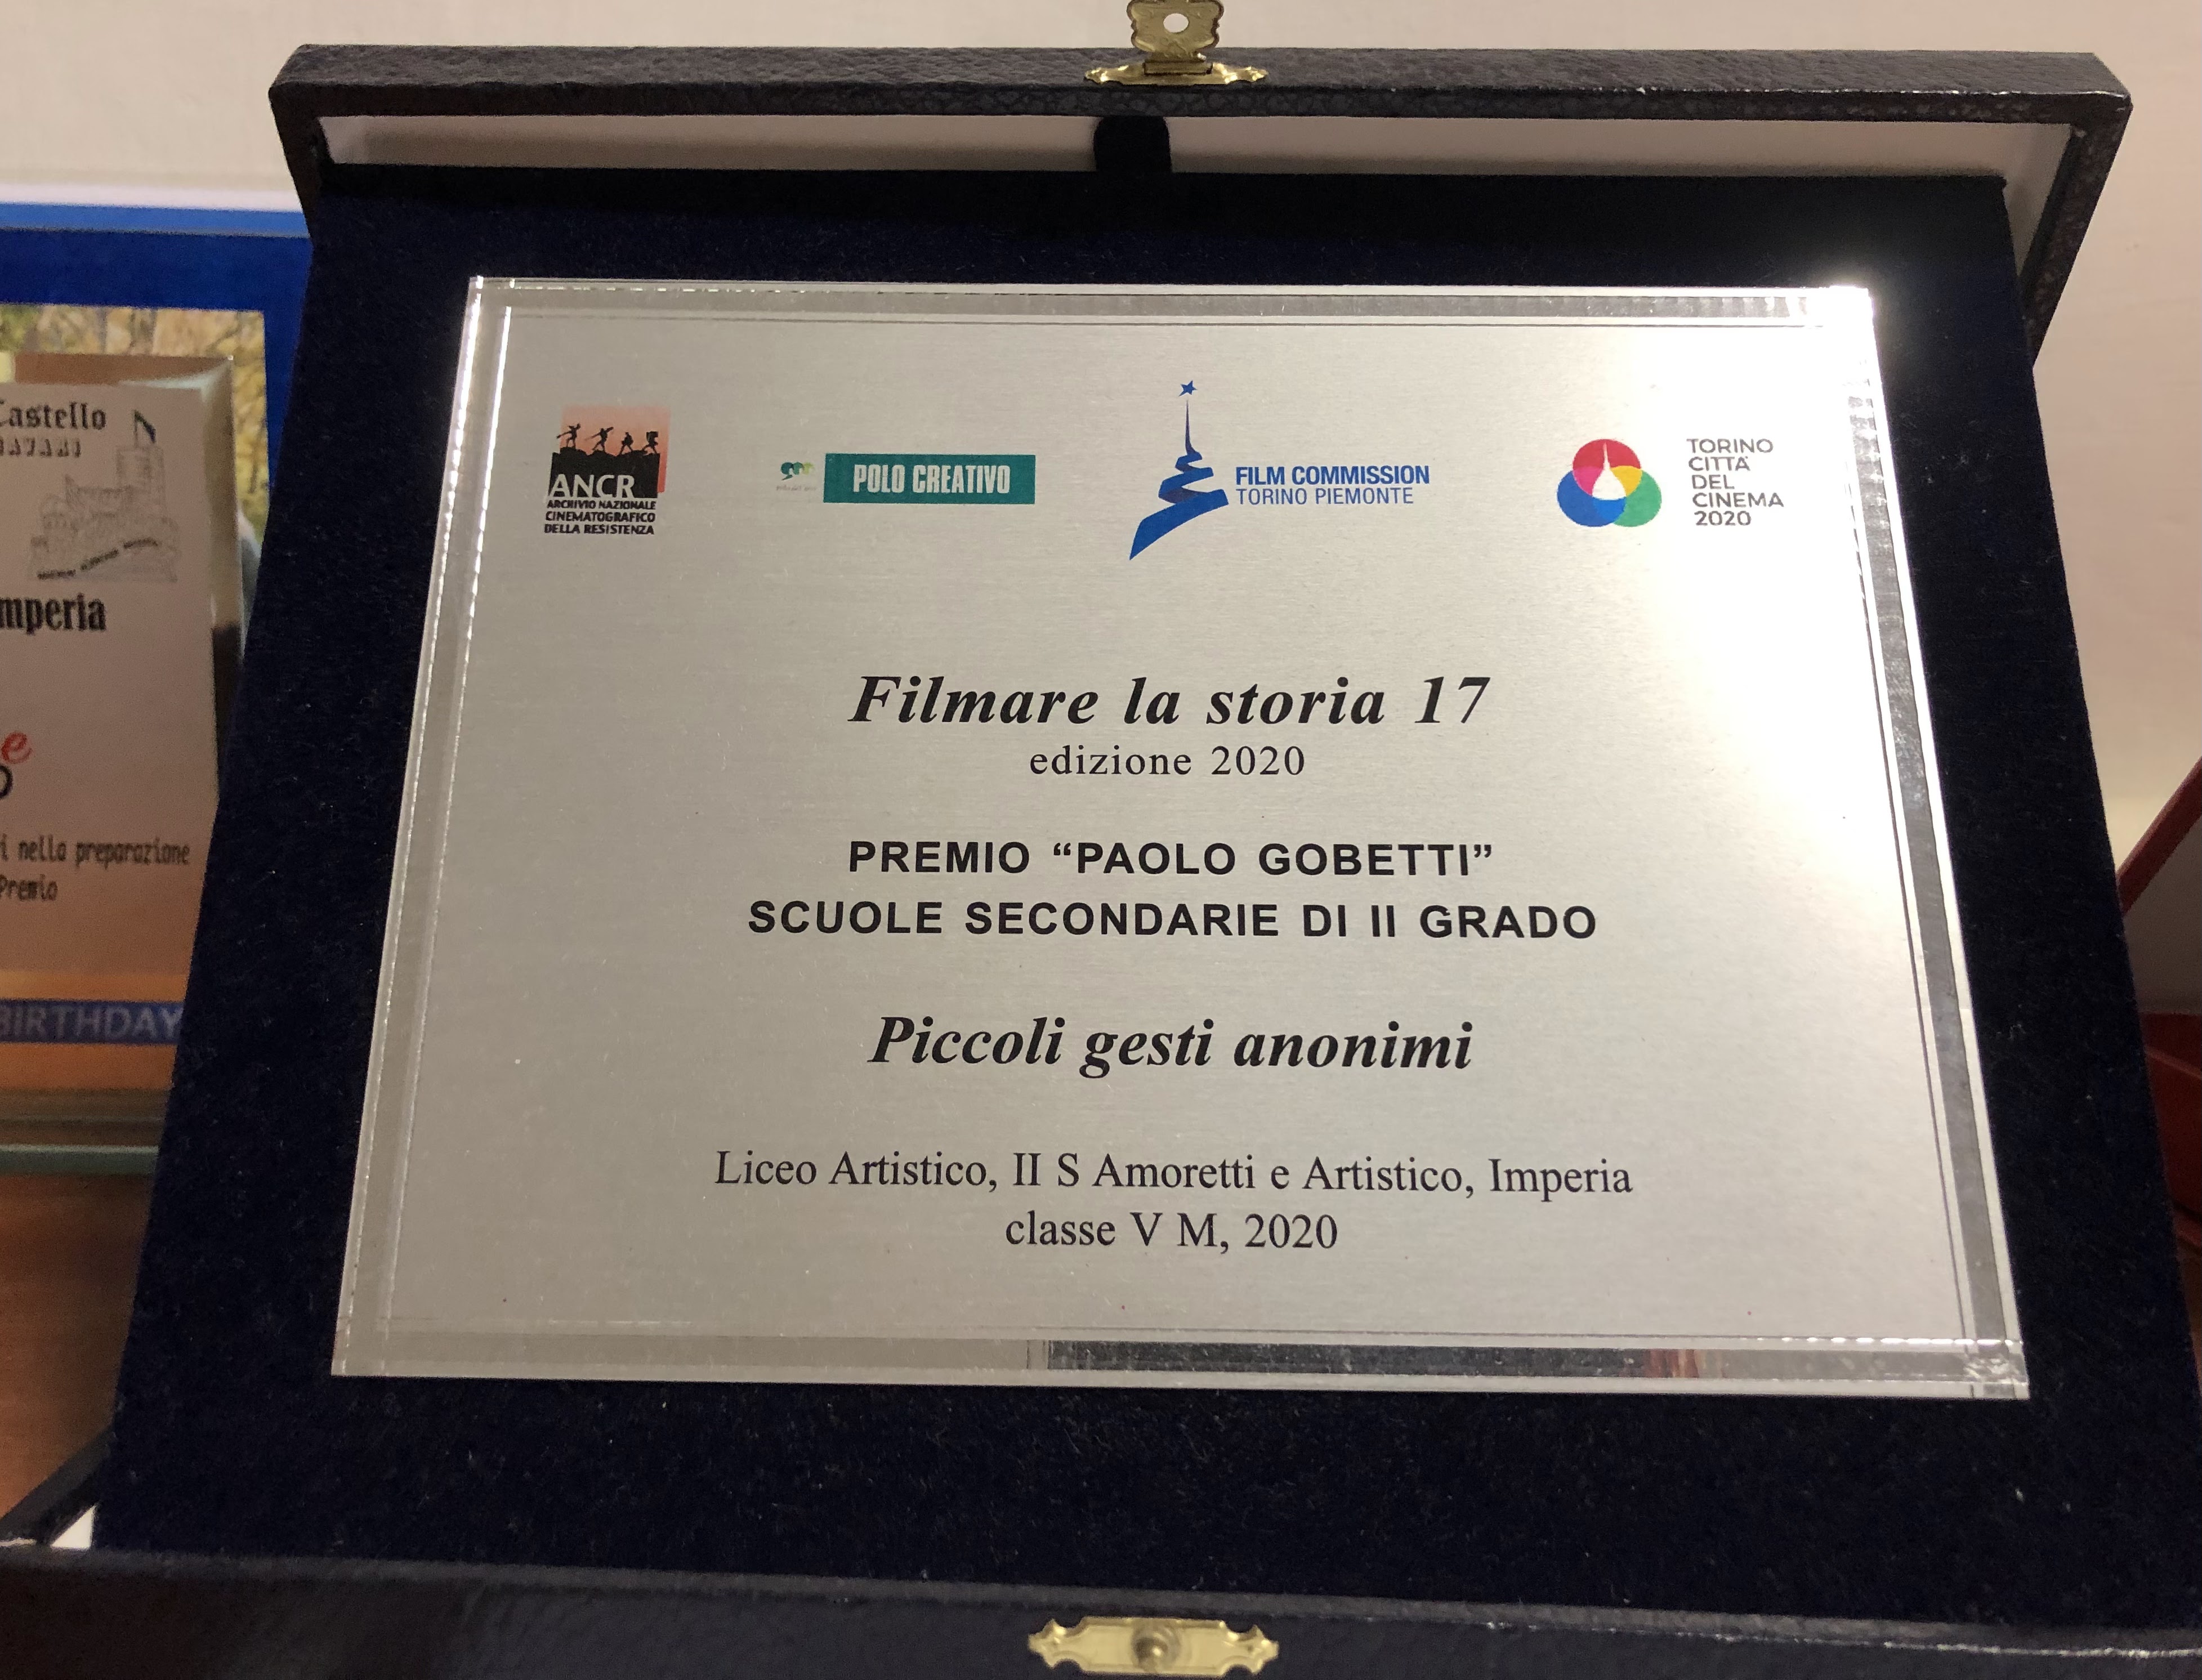 Castello
Imperia
e
i nella preparazione
Premio
BIRTHDAY
ANCR
ARCHIVIO NAZIONALE
CINEMATOGRAFICO
DELLA RESISTENZA
POLO CREATIVO
FILM COMMISSION
TORINO PIEMONTE
TORINO
CITTÀ
DEL
CINEMA
2020
Filmare la storia 17
edizione 2020
PREMIO “PAOLO GOBETTI”
SCUOLE SECONDARIE DI II GRADO
Piccoli gesti anonimi
Liceo Artistico, II S Amoretti e Artistico, Imperia
classe V M, 2020